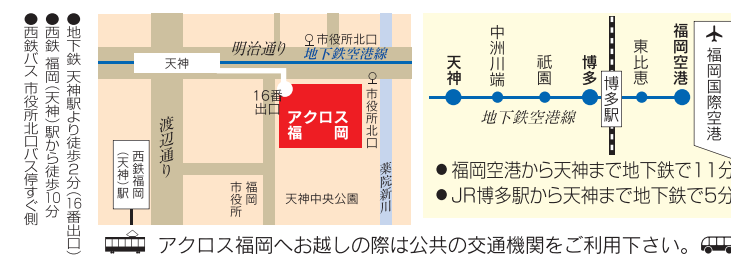 ●地下鉄 天神駅より徒歩2分(16番出口)
●西鉄 福岡(天神)駅から徒歩10分
●西鉄バス 市役所北口バス停すぐ側
明治通り
市役所北口
地下鉄空港線
天神
16番
出口
アクロス
福岡
市役所北口
渡辺通り
西鉄福岡
(天神)駅
福岡
市役所
天神中央公園
薬院新川
天神
中洲川端
祇園
博多
博多駅
東比恵
福岡空港
福岡国際空港
地下鉄空港線
●福岡空港から天神まで地下鉄で11分
●JR博多駅から天神まで地下鉄で5分
アクロス福岡へお越しの際は公共の交通機関をご利用下さい。